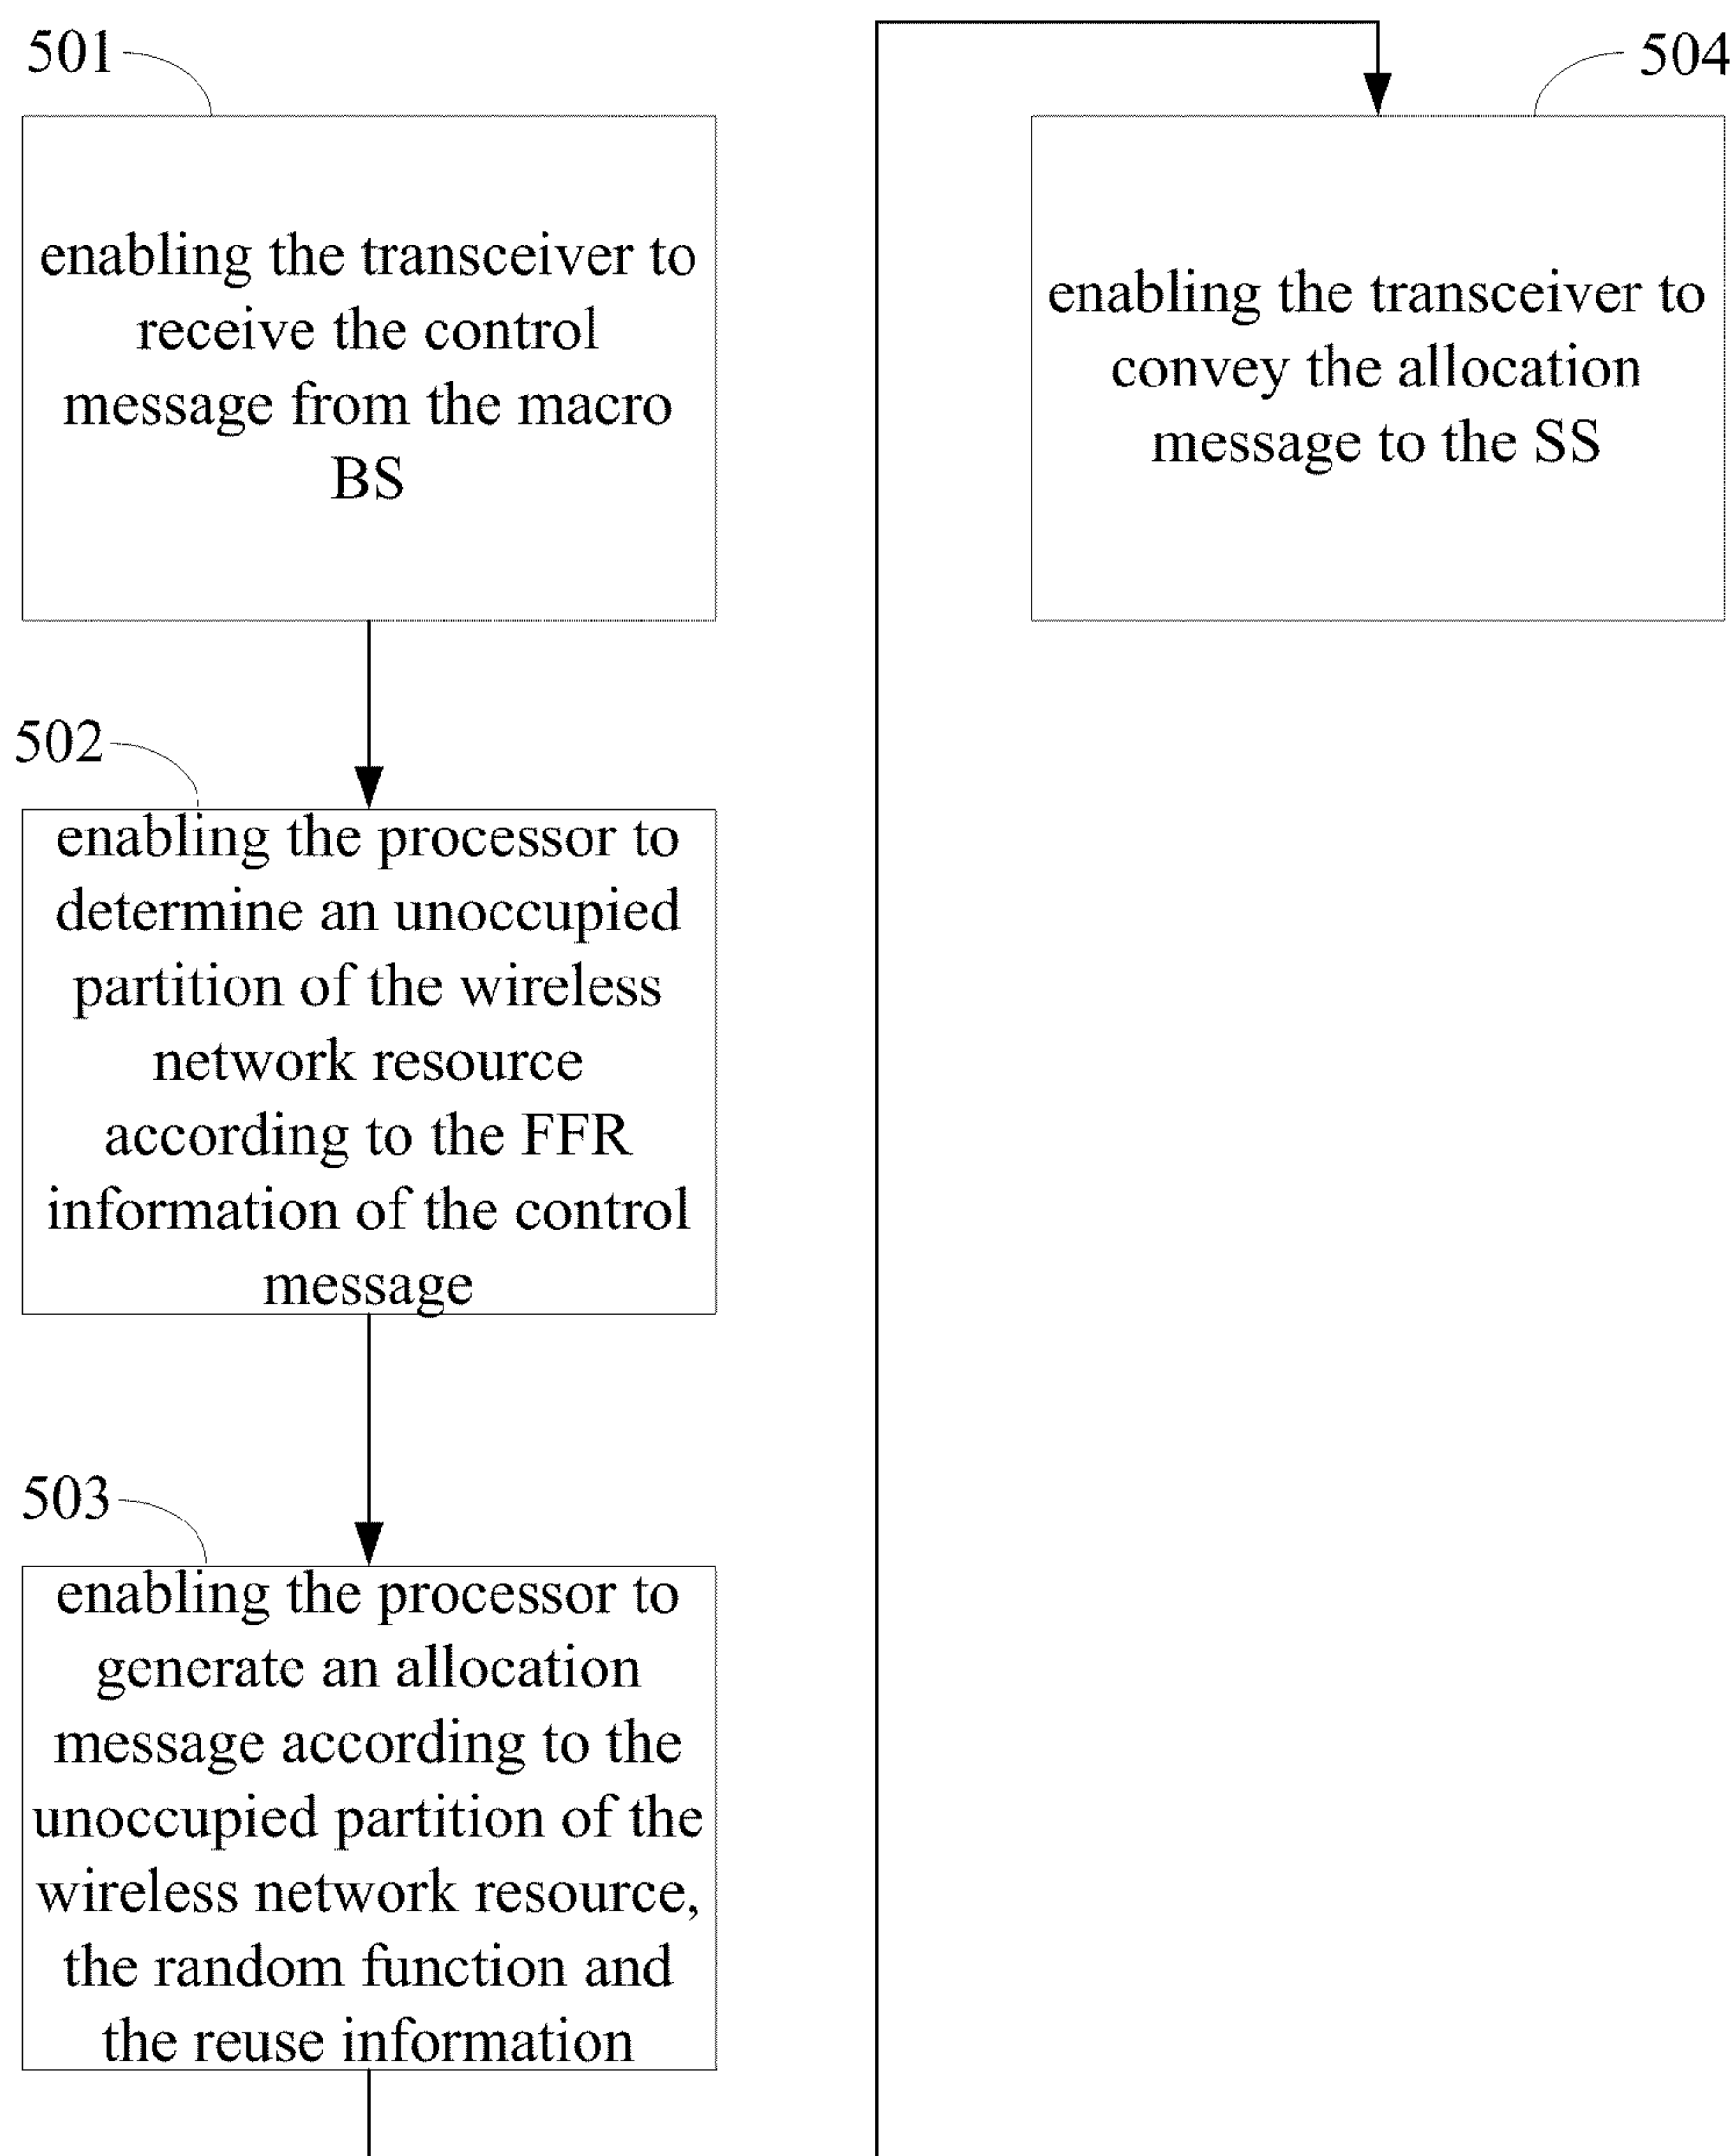 501
enabling the transceiver to
receive the control
message from the macro
BS
502
enabling the processor to
determine an unoccupied
partition of the wireless
network resource
according to the FFR
information of the control
message
503
enabling the processor to
generate an allocation
message according to the
unoccupied partition of the
wireless network resource,
the random function and
the reuse information
504
enabling the transceiver to
convey the allocation
message to the SS